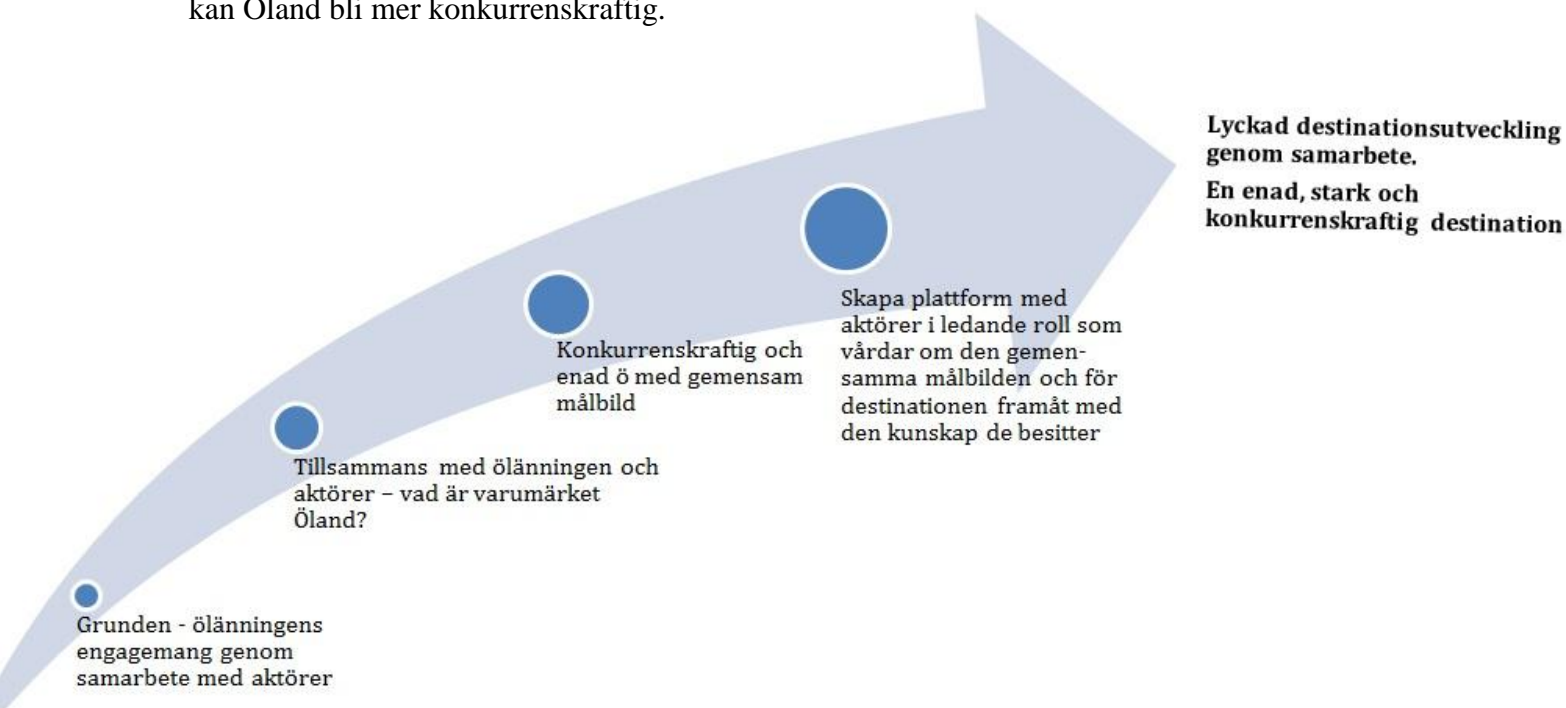 kan Öland bli mer konkurrenskraftig.
Lyckad destinationsutveckling
genom samarbete.
En enad, stark och
konkurrenskraftig destination
Skapa plattform med
aktörer i ledande roll som
vårdar om den gemen-
samma målbilden och för
destinationen framåt med
den kunskap de besitter
Konkurrenskraftig och
enad ö med gemensam
målbild
Tillsammans med ölänningen och
aktörer – vad är varumärket
Öland?
Grunden - ölänningens
engagemang genom
samarbete med aktörer